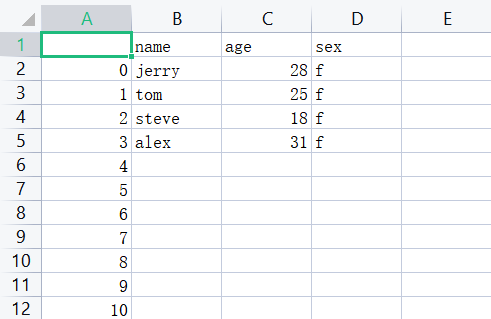 A B C D E
1 name age sex
2 0 jerry 28 f
3 1 tom 25 f
4 2 steve 18 f
5 3 alex 31 f
6 4
7 5
8 6
9 7
10 8
11 9
12 10